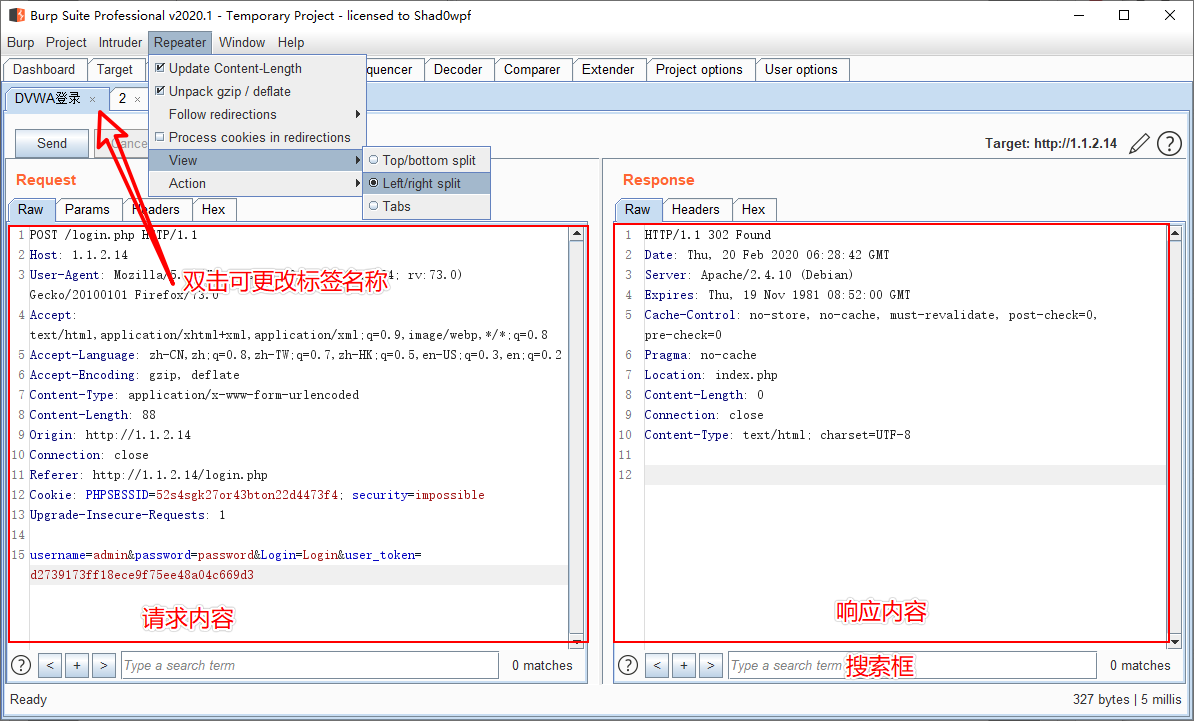 Burp Suite Professional v2020.1 - Temporary Project - licensed to Shad0wpf
Burp Project Intruder Repeater Window Help
Dashboard Target quencer Decoder Comparer Extender Project options User options
Update Content-Length
Unpack gzip / deflate
Follow redirections
Process cookies in redirections
View
Action
Top/bottom split
Left/right split
Tabs
DVWA登录 × 2 ×
Send Cance
Target: http://1.1.2.14
?
Request
Raw Params Headers Hex
1 POST /login.php HTTP/1.1
2 Host: 1.1.2.14
3 User-Agent: Mozilla/5. 4; rv:73.0)
Gecko/20100101 Firefox/73.0
双击可更改标签名称
4 Accept:
text/html,application/xhtml+xml,application/xml;q=0.9,image/webp,*/*;q=0.8
5 Accept-Language: zh-CN,zh;q=0.8,zh-TW;q=0.7,zh-HK;q=0.5,en-US;q=0.3,en;q=0.2
6 Accept-Encoding: gzip, deflate
7 Content-Type: application/x-www-form-urlencoded
8 Content-Length: 88
9 Origin: http://1.1.2.14
10 Connection: close
11 Referer: http://1.1.2.14/login.php
12 Cookie: PHPSESSID=52s4sgk27or43bton22d4473f4; security=impossible
13 Upgrade-Insecure-Requests: 1
14
15 username=admin&password=password&Login=Login&user_token=
d2739173ff18ece9f75ee48a04c669d3
请求内容
? < + > Type a search term 0 matches
Response
Raw Headers Hex
1 HTTP/1.1 302 Found
2 Date: Thu, 20 Feb 2020 06:28:42 GMT
3 Server: Apache/2.4.10 (Debian)
4 Expires: Thu, 19 Nov 1981 08:52:00 GMT
5 Cache-Control: no-store, no-cache, must-revalidate, post-check=0,
pre-check=0
6 Pragma: no-cache
7 Location: index.php
8 Content-Length: 0
9 Connection: close
10 Content-Type: text/html; charset=UTF-8
11
12
响应内容
? < + > Type a search term 搜索框 0 matches
Ready
327 bytes | 5 millis